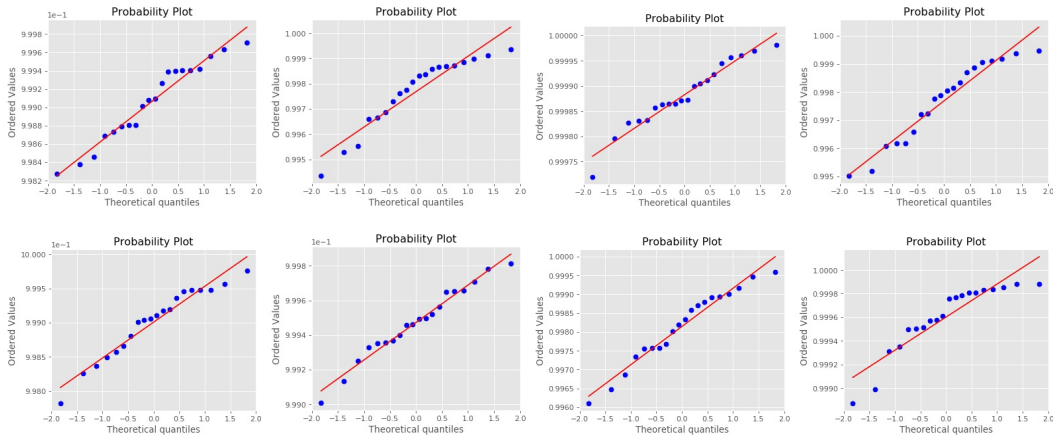 Probability Plot
1e−1
9.998
9.996
9.994
9.992
9.990
9.988
9.986
9.984
9.982
Ordered Values
−2.0 −1.5 −1.0 −0.5 0.0 0.5 1.0 1.5 2.0
Theoretical quantiles
Probability Plot
1.000
0.999
0.998
0.997
0.996
0.995
Ordered Values
−2.0 −1.5 −1.0 −0.5 0.0 0.5 1.0 1.5 2.0
Theoretical quantiles
Probability Plot
1.00000
0.99995
0.99990
0.99985
0.99980
0.99975
Ordered Values
−2.0 −1.5 −1.0 −0.5 0.0 0.5 1.0 1.5 2.0
Theoretical quantiles
Probability Plot
1.000
0.999
0.998
0.997
0.996
0.995
Ordered Values
−2.0 −1.5 −1.0 −0.5 0.0 0.5 1.0 1.5 2.0
Theoretical quantiles
Probability Plot
1e−1
10.000
9.995
9.990
9.985
9.980
Ordered Values
−2.0 −1.5 −1.0 −0.5 0.0 0.5 1.0 1.5 2.0
Theoretical quantiles
Probability Plot
1e−1
9.998
9.996
9.994
9.992
9.990
Ordered Values
−2.0 −1.5 −1.0 −0.5 0.0 0.5 1.0 1.5 2.0
Theoretical quantiles
Probability Plot
1.0000
0.9995
0.9990
0.9985
0.9980
0.9975
0.9970
0.9965
0.9960
Ordered Values
−2.0 −1.5 −1.0 −0.5 0.0 0.5 1.0 1.5 2.0
Theoretical quantiles
Probability Plot
1.0000
0.9998
0.9996
0.9994
0.9992
0.9990
0.9988
Ordered Values
−2.0 −1.5 −1.0 −0.5 0.0 0.5 1.0 1.5 2.0
Theoretical quantiles